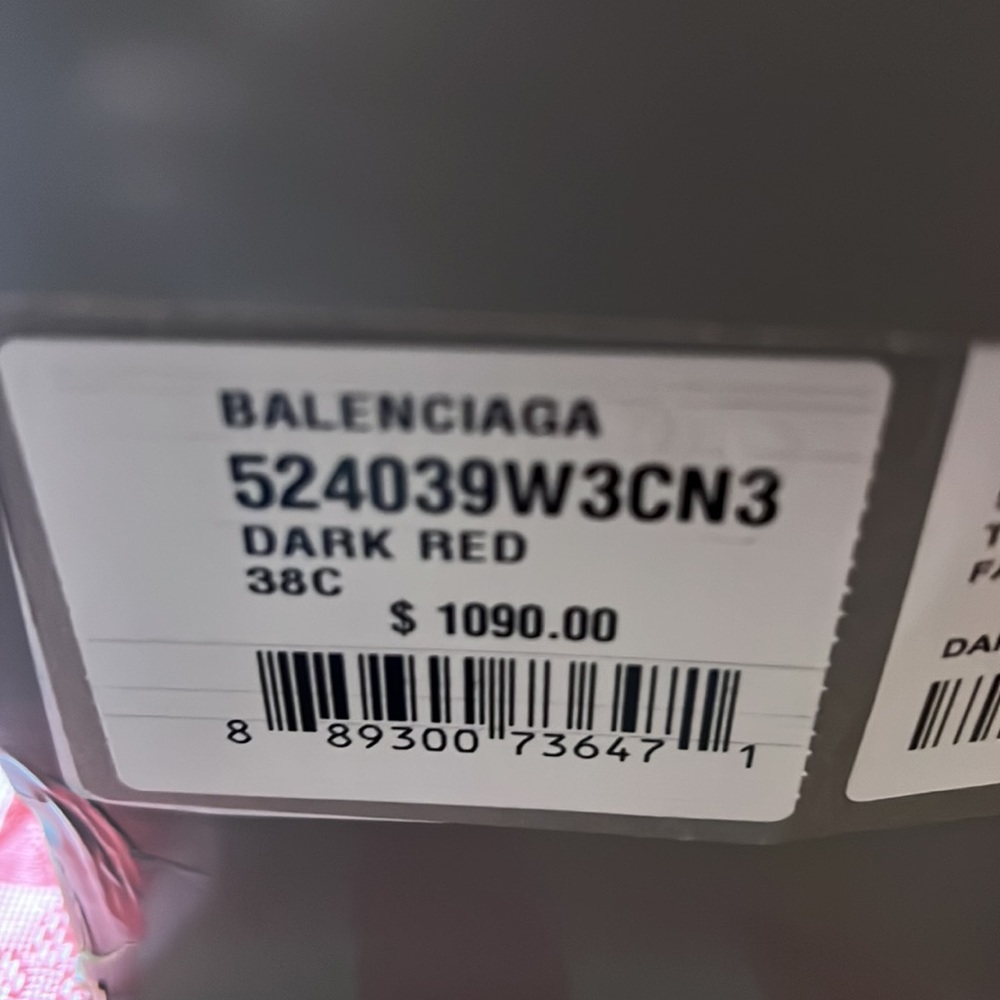 BALENCIAGA
524039W3CN3
DARK RED
38C
$ 1090.00
8 89300 73647 1